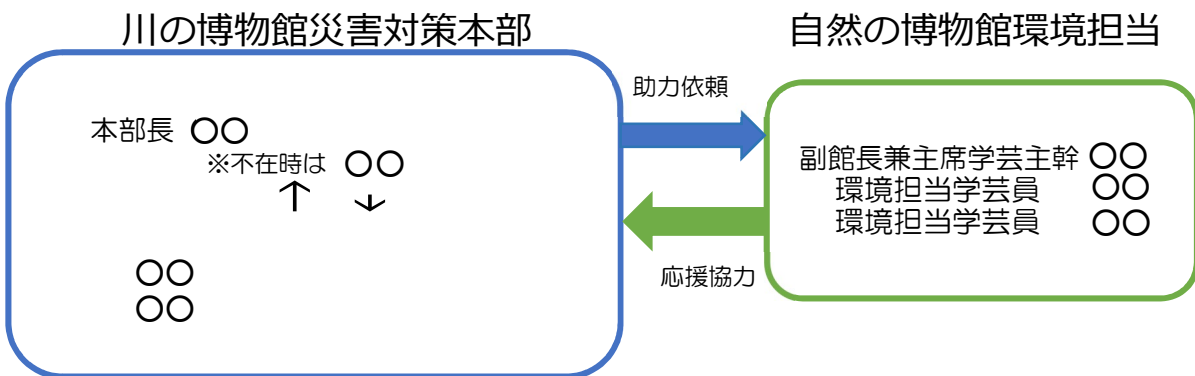 川の博物館災害対策本部
自然の博物館環境担当
本部長 〇〇
※不在時は 〇〇
↑ ↓
〇〇
〇〇
助力依頼
応援協力
副館長兼主席学芸主幹 〇〇
環境担当学芸員 〇〇
環境担当学芸員 〇〇